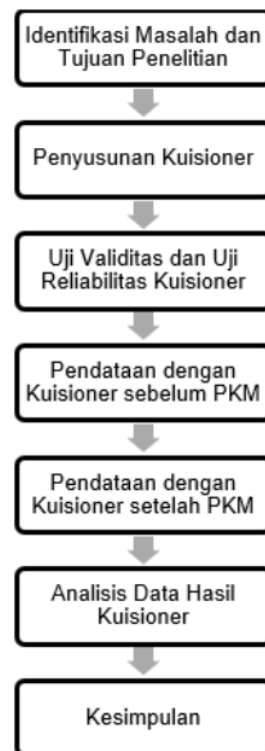 Identifikasi Masalah dan
Tujuan Penelitian
Penyusunan Kuisioner
Uji Validitas dan Uji
Reliabilitas Kuisioner
Pendataan dengan
Kuisioner sebelum PKM
Pendataan dengan
Kuisioner setelah PKM
Analisis Data Hasil
Kuisioner
Kesimpulan